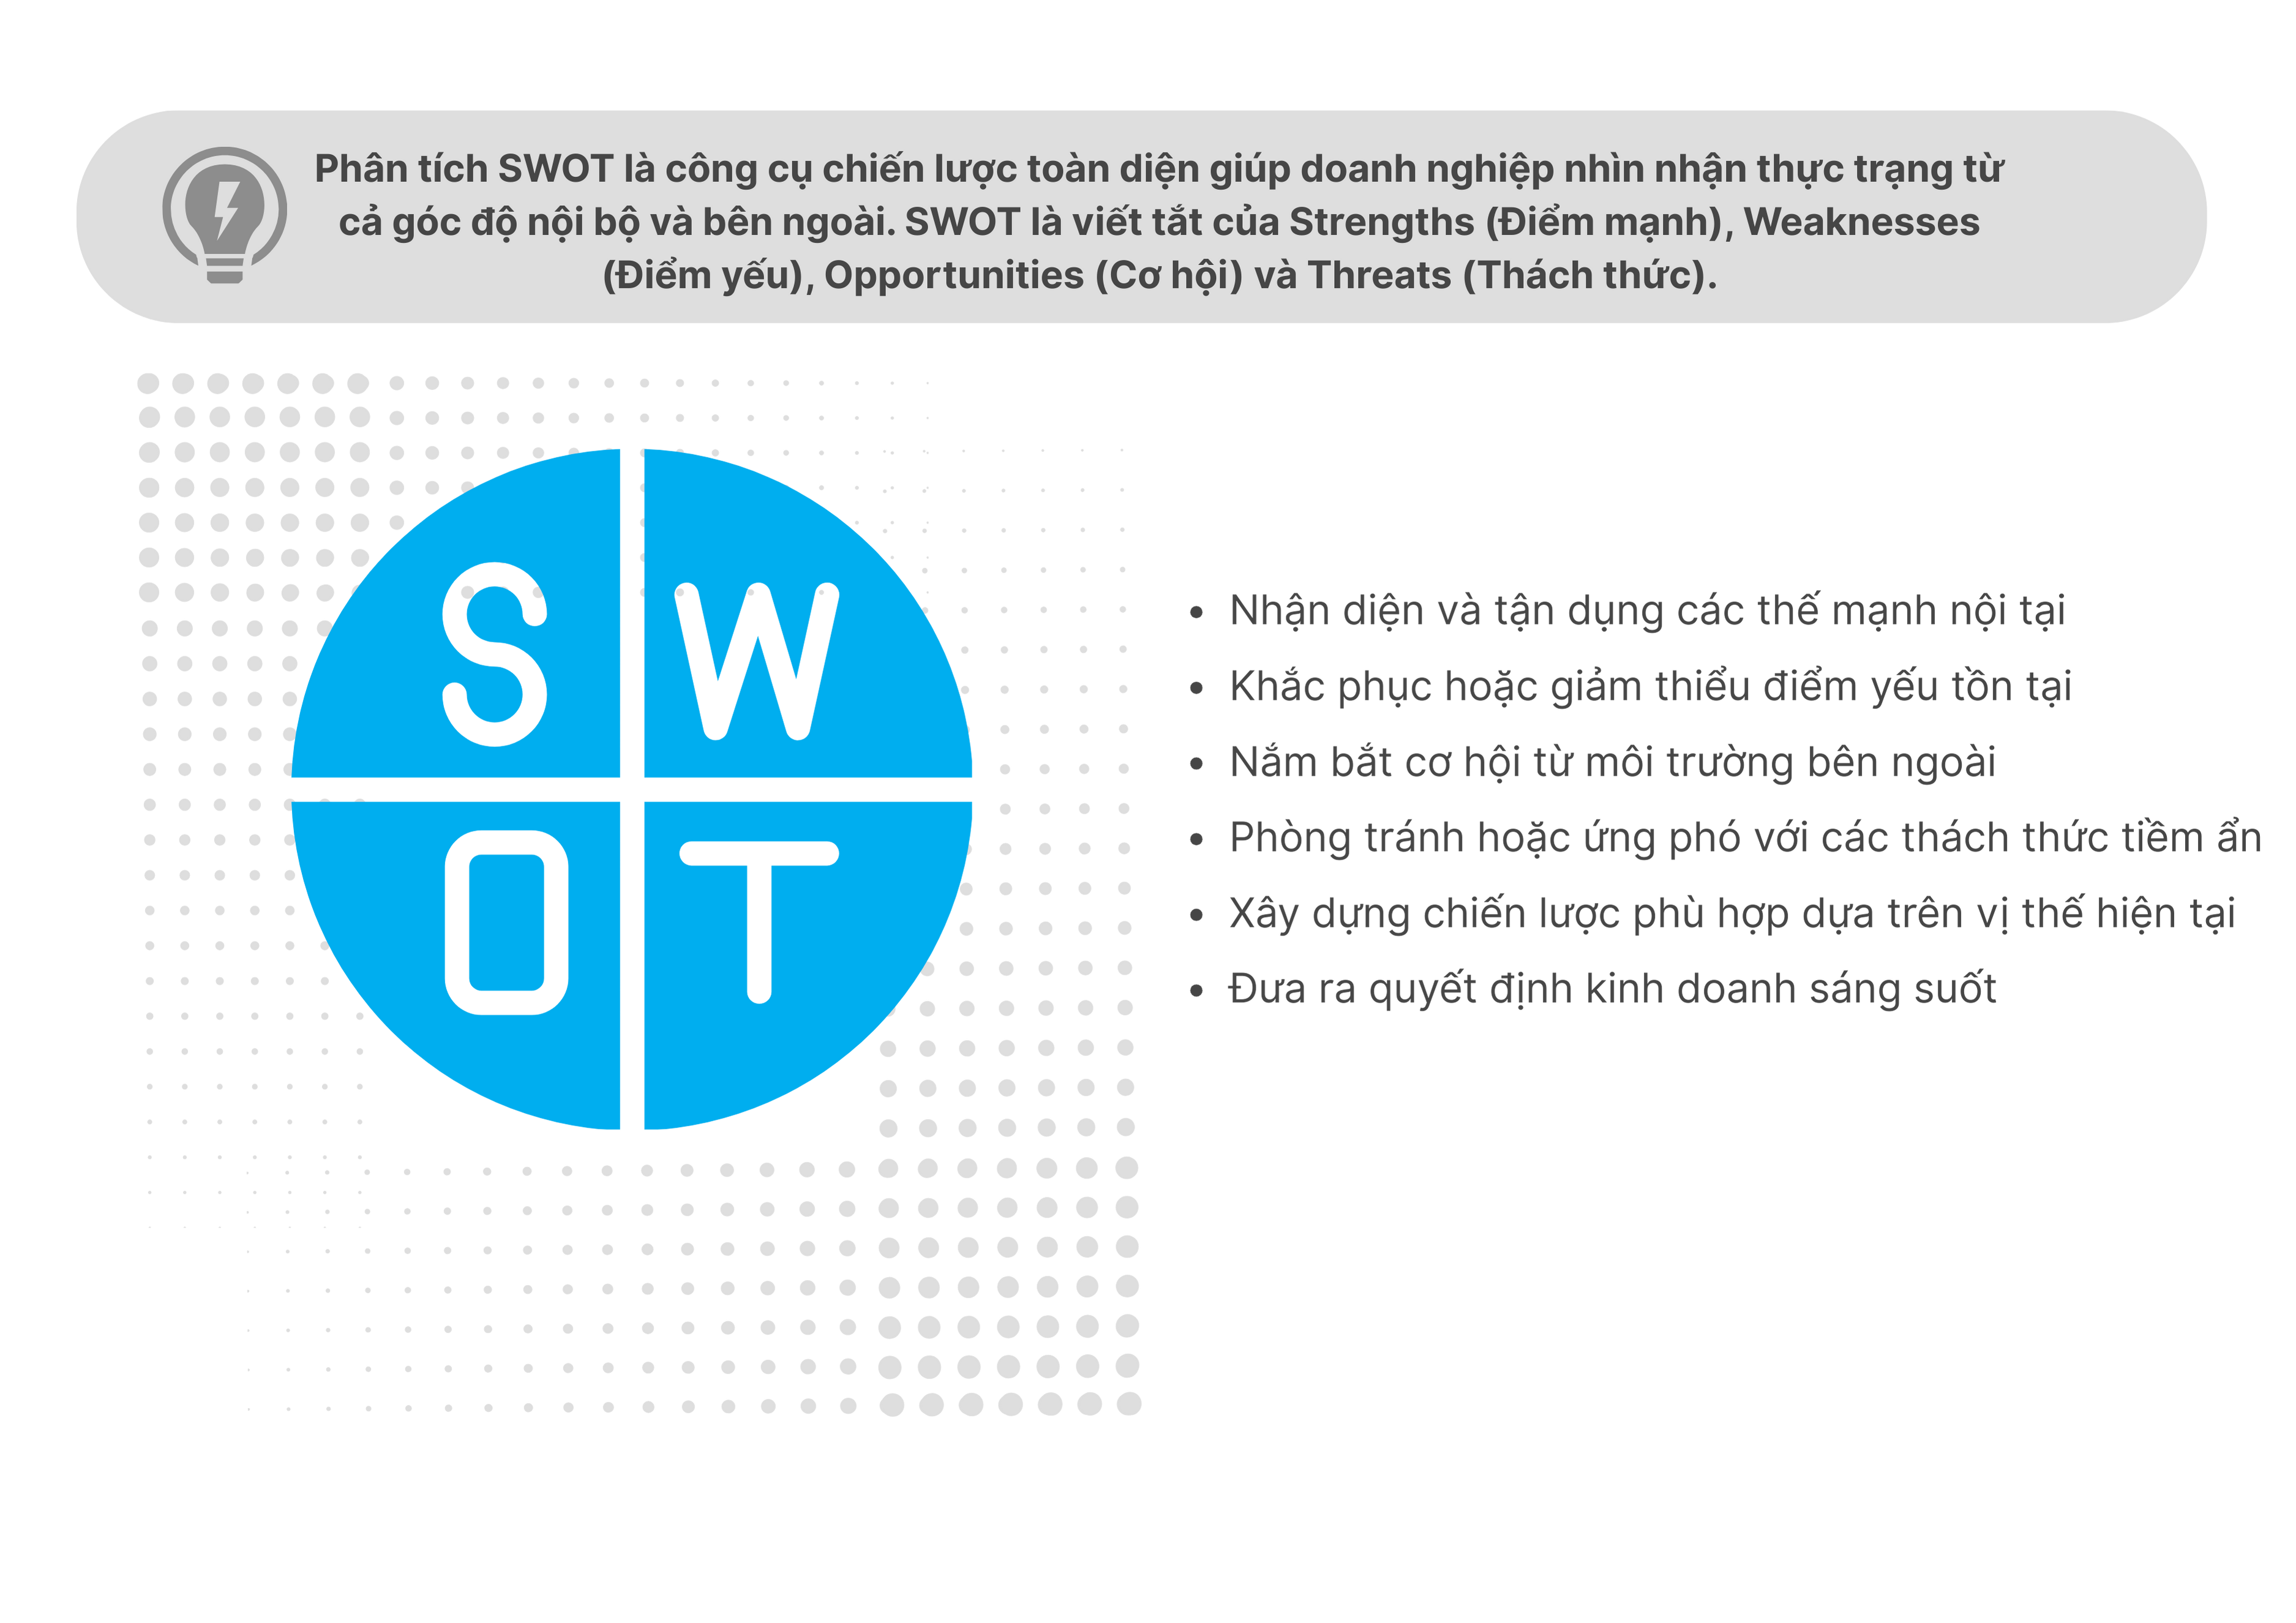 Phân tích SWOT là công cụ chiến lược toàn diện giúp doanh nghiệp nhìn nhận thực trạng từ
cả góc độ nội bộ và bên ngoài. SWOT là viết tắt của Strengths (Điểm mạnh), Weaknesses
(Điểm yếu), Opportunities (Cơ hội) và Threats (Thách thức).
S W
O T
• Nhận diện và tận dụng các thế mạnh nội tại
• Khắc phục hoặc giảm thiểu điểm yếu tồn tại
• Nắm bắt cơ hội từ môi trường bên ngoài
• Phòng tránh hoặc ứng phó với các thách thức tiềm ẩn
• Xây dựng chiến lược phù hợp dựa trên vị thế hiện tại
• Đưa ra quyết định kinh doanh sáng suốt